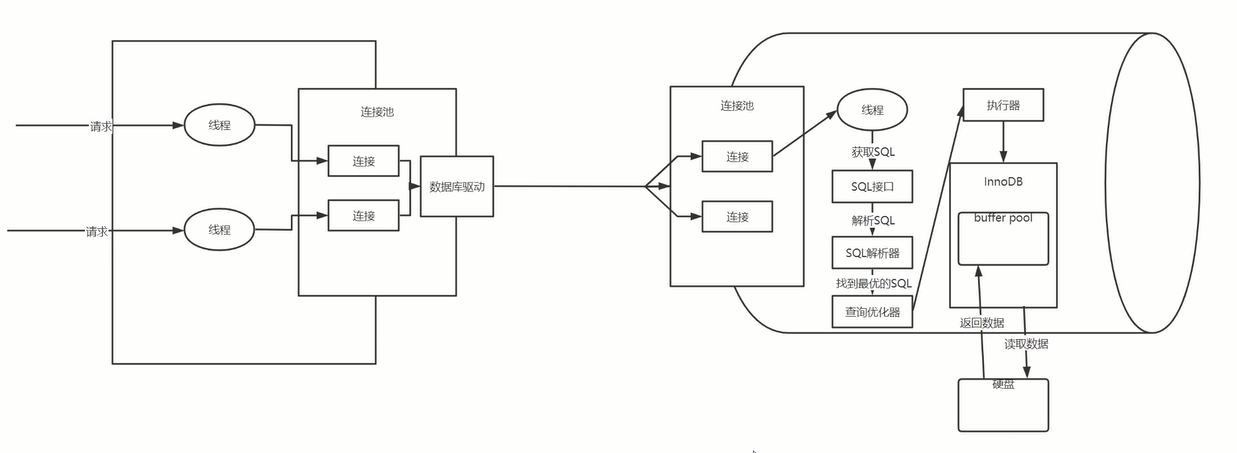 请求
线程
请求
线程
连接池
连接
连接
数据库驱动
连接池
连接
连接
线程
获取SQL
SQL接口
解析SQL
SQL解析器
找到最优的SQL
查询优化器
执行器
InnoDB
buffer pool
返回数据
读取数据
硬盘